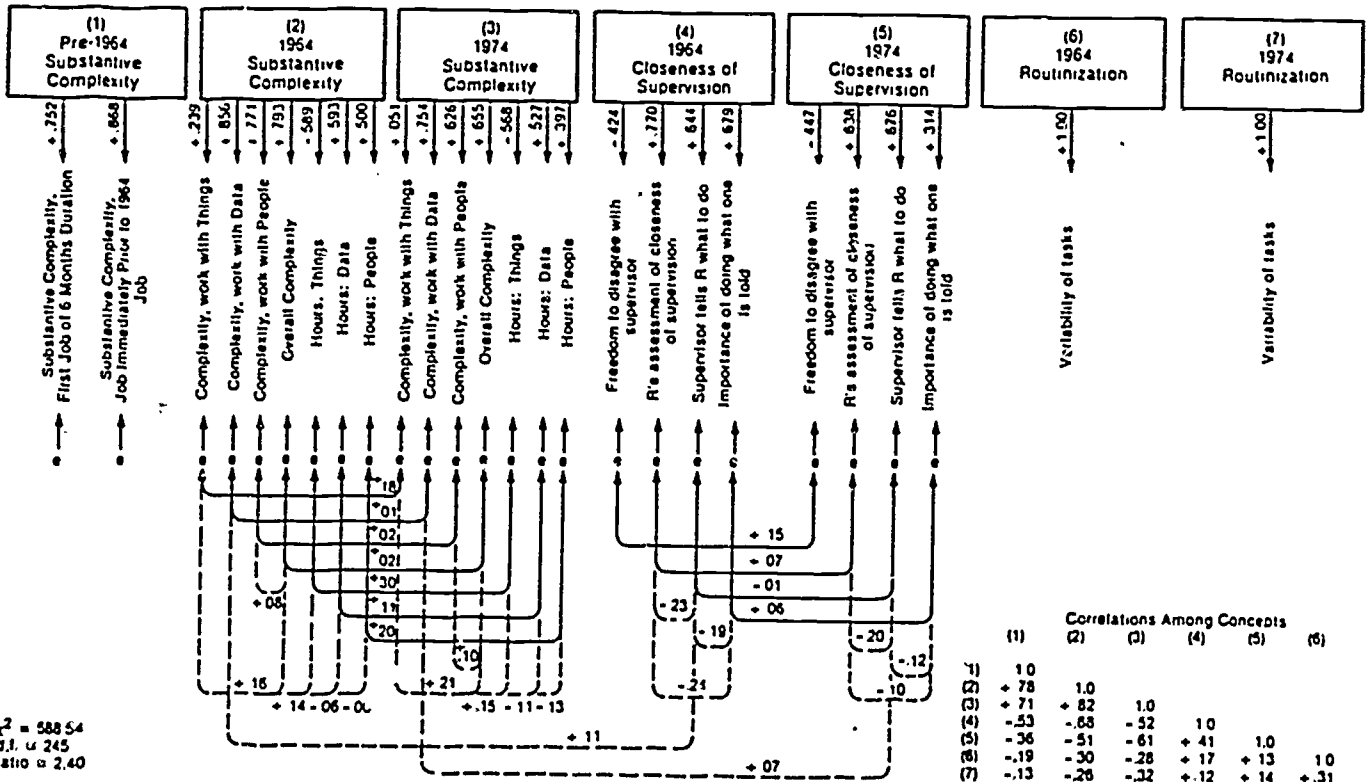 (1)
Pre-1964
Substantive
Complexity
(2)
1964
Substantive
Complexity
(3)
1974
Substantive
Complexity
(4)
1964
Closeness of
Supervision
(5)
1974
Closeness of
Supervision
(6)
1964
Routinization
(7)
1974
Routinization
+.752
+.868
+.239
+.856
+.771
+.793
-.589
+.593
+.500
+.051
+.754
+.626
+.655
-.568
+.527
+.397
-.424
+.770
+.644
+.679
-.447
+.638
+.676
+.314
+1.00
+1.00
Substantive Complexity,
First Job of 6 Months Duration
Substantive Complexity,
Job Immediately Prior to 1964
Job
Complexity, work with Things
Complexity, work with Data
Complexity, work with People
Overall Complexity
Hours. Things
Hours: Data
Hours: People
Complexity, work with Things
Complexity, work with Data
Complexity, work with People
Overall Complexity
Hours: Things
Hours: Data
Hours: People
Freedom to disagree with
supervisor
R's assessment of closeness
of supervision
Supervisor tells R what to do
Importance of doing what one
is told
Freedom to disagree with
supervisor
R's assessment of closeness
of supervision
Supervisor tells R what to do
Importance of doing what one
is told
Variability of tasks
Variability of tasks
+18
+01
+02
+02
+30
+08
+20
+10
+21
+14 -06
+.15 -11 -13
+11
+07
+ 15
+ 07
- 01
+ 06
-.23
-.19
-.20
-.12
- 10
= 588.54
245
2.40
Correlations Among Concepts
(1) (2) (3) (4) (5) (6)
(1) 1.0
(2) +78 1.0
(3) +71 +82 1.0
(4) -.53 -.68 -52 1.0
(5) -36 -51 -61 +41 1.0
(6) -.19 -30 -.28 +17 +13 1.0
(7) -.13 -.26 -.32 +.12 +14 +.31